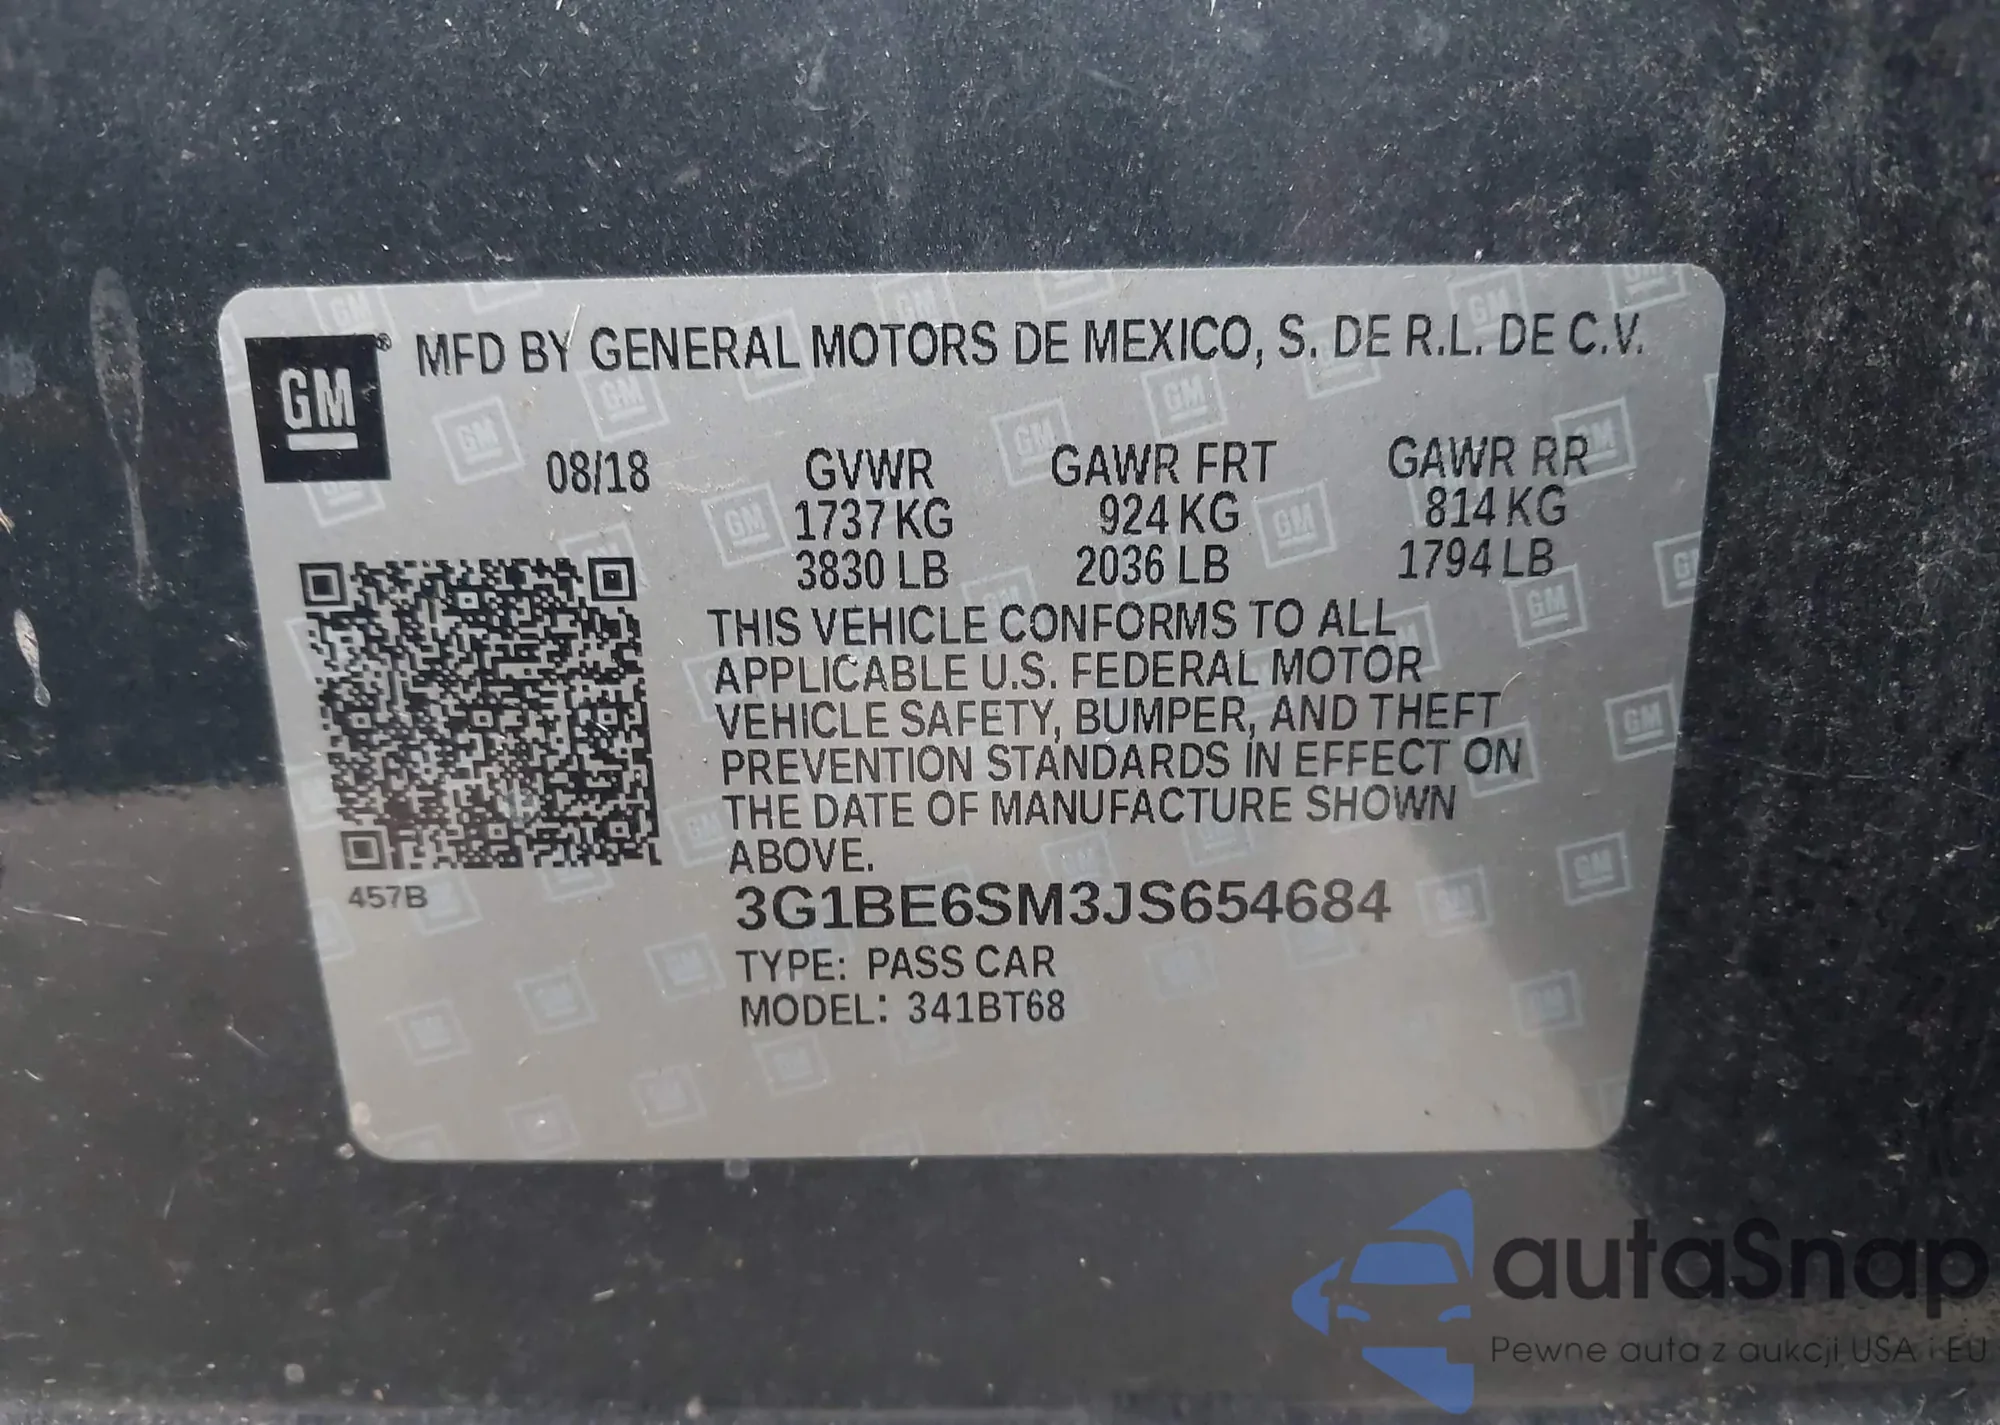 GM® MFD BY GENERAL MOTORS DE MEXICO, S. DE R.L. DE C.V.
08/18 GVWR GAWR FRT GAWR RR
1737 KG 924 KG 814 KG
3830 LB 2036 LB 1794 LB
THIS VEHICLE CONFORMS TO ALL
APPLICABLE U.S. FEDERAL MOTOR
VEHICLE SAFETY, BUMPER, AND THEFT
PREVENTION STANDARDS IN EFFECT ON
THE DATE OF MANUFACTURE SHOWN
ABOVE.
457B
3G1BE6SM3JS654684
TYPE: PASS CAR
MODEL: 341BT68
autaSnap
Pewne auta z aukcji USA i EU